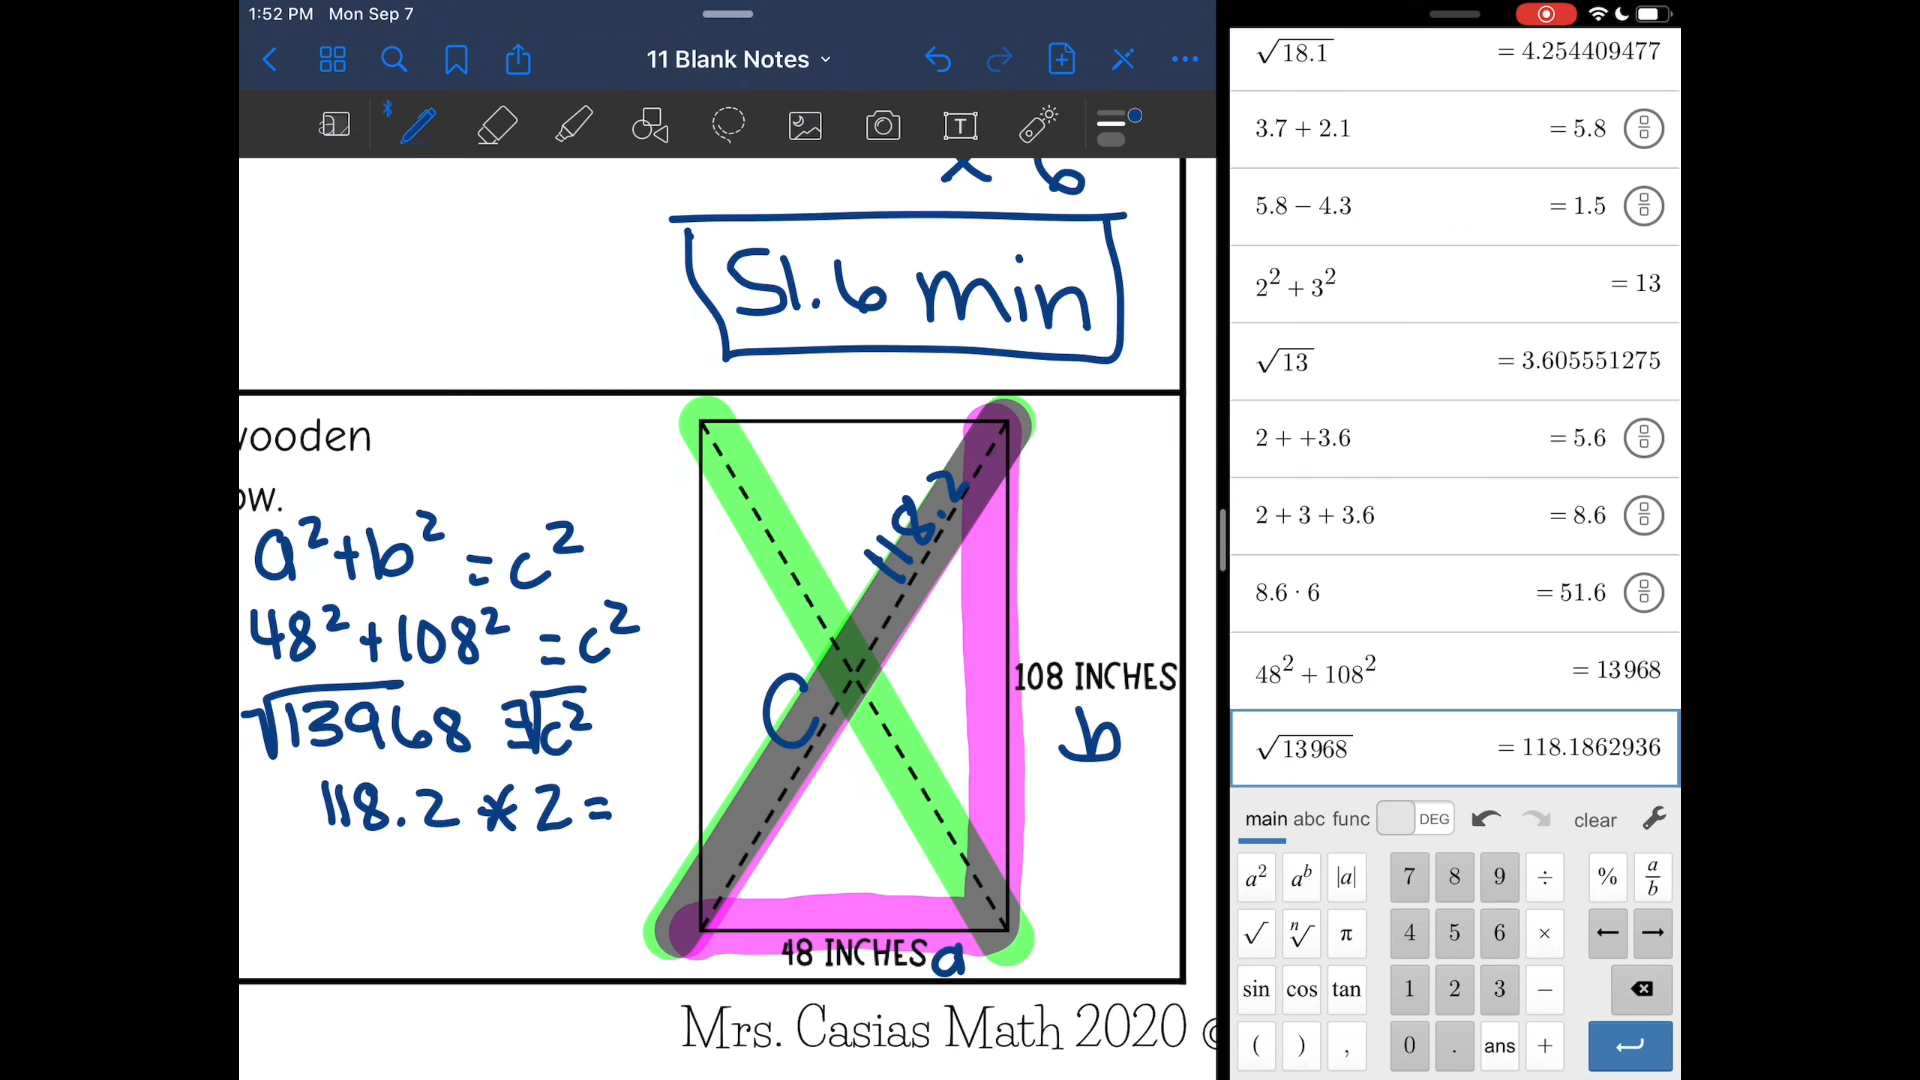 1:52 PM Mon Sep 7
11 Blank Notes
T
x 6
51.6 min
wooden
ow.
a²+b² = c²
48²+108² = c²
√13968 = √c²
118.2 * 2 =
118.2
C
108 INCHES
b
48 INCHES a
Mrs. Casias Math 2020 ©
√18.1 = 4.254409477
3.7 + 2.1 = 5.8
5.8 − 4.3 = 1.5
2² + 3² = 13
√13 = 3.605551275
2 + +3.6 = 5.6
2 + 3 + 3.6 = 8.6
8.6 · 6 = 51.6
48² + 108² = 13968
√13968 = 118.1862936
main abc func DEG clear
a² aᵇ |a| 7 8 9 ÷ % a/b
√ ⁿ√ π 4 5 6 × ← →
sin cos tan 1 2 3 −
( ) , 0 . ans +